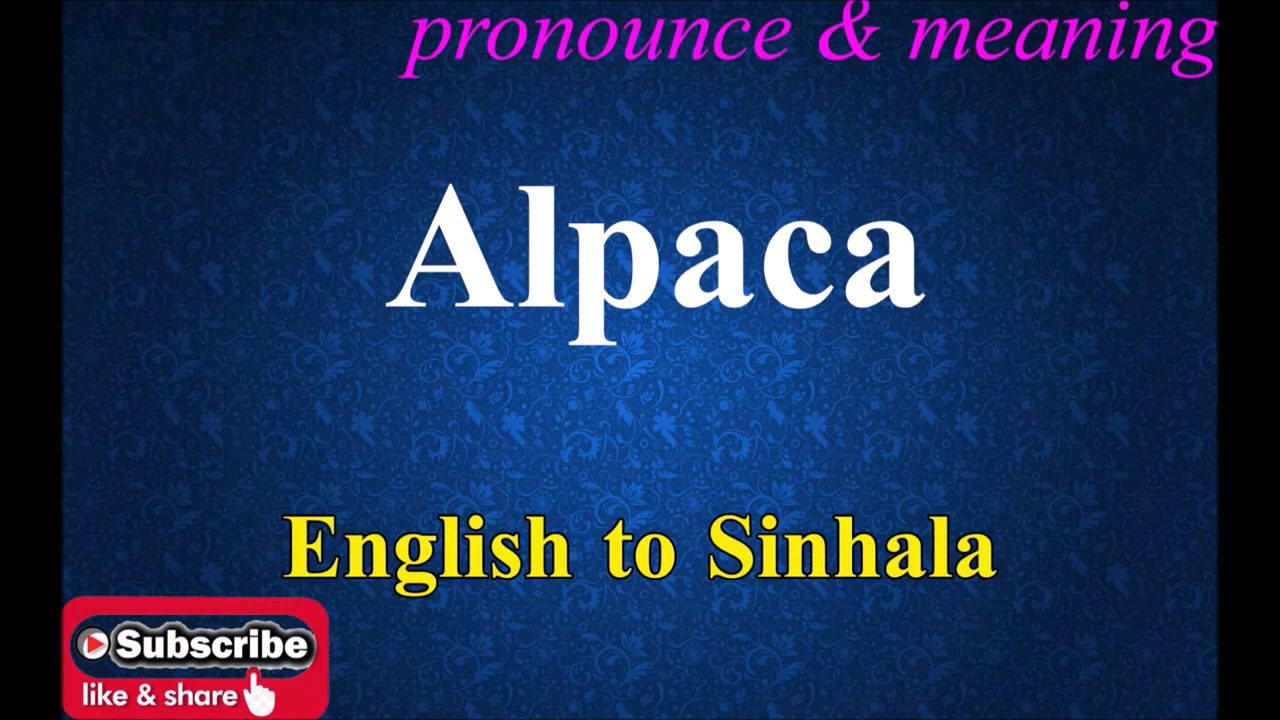 pronounce & meaning
Alpaca
English to Sinhala
Subscribe
like & share